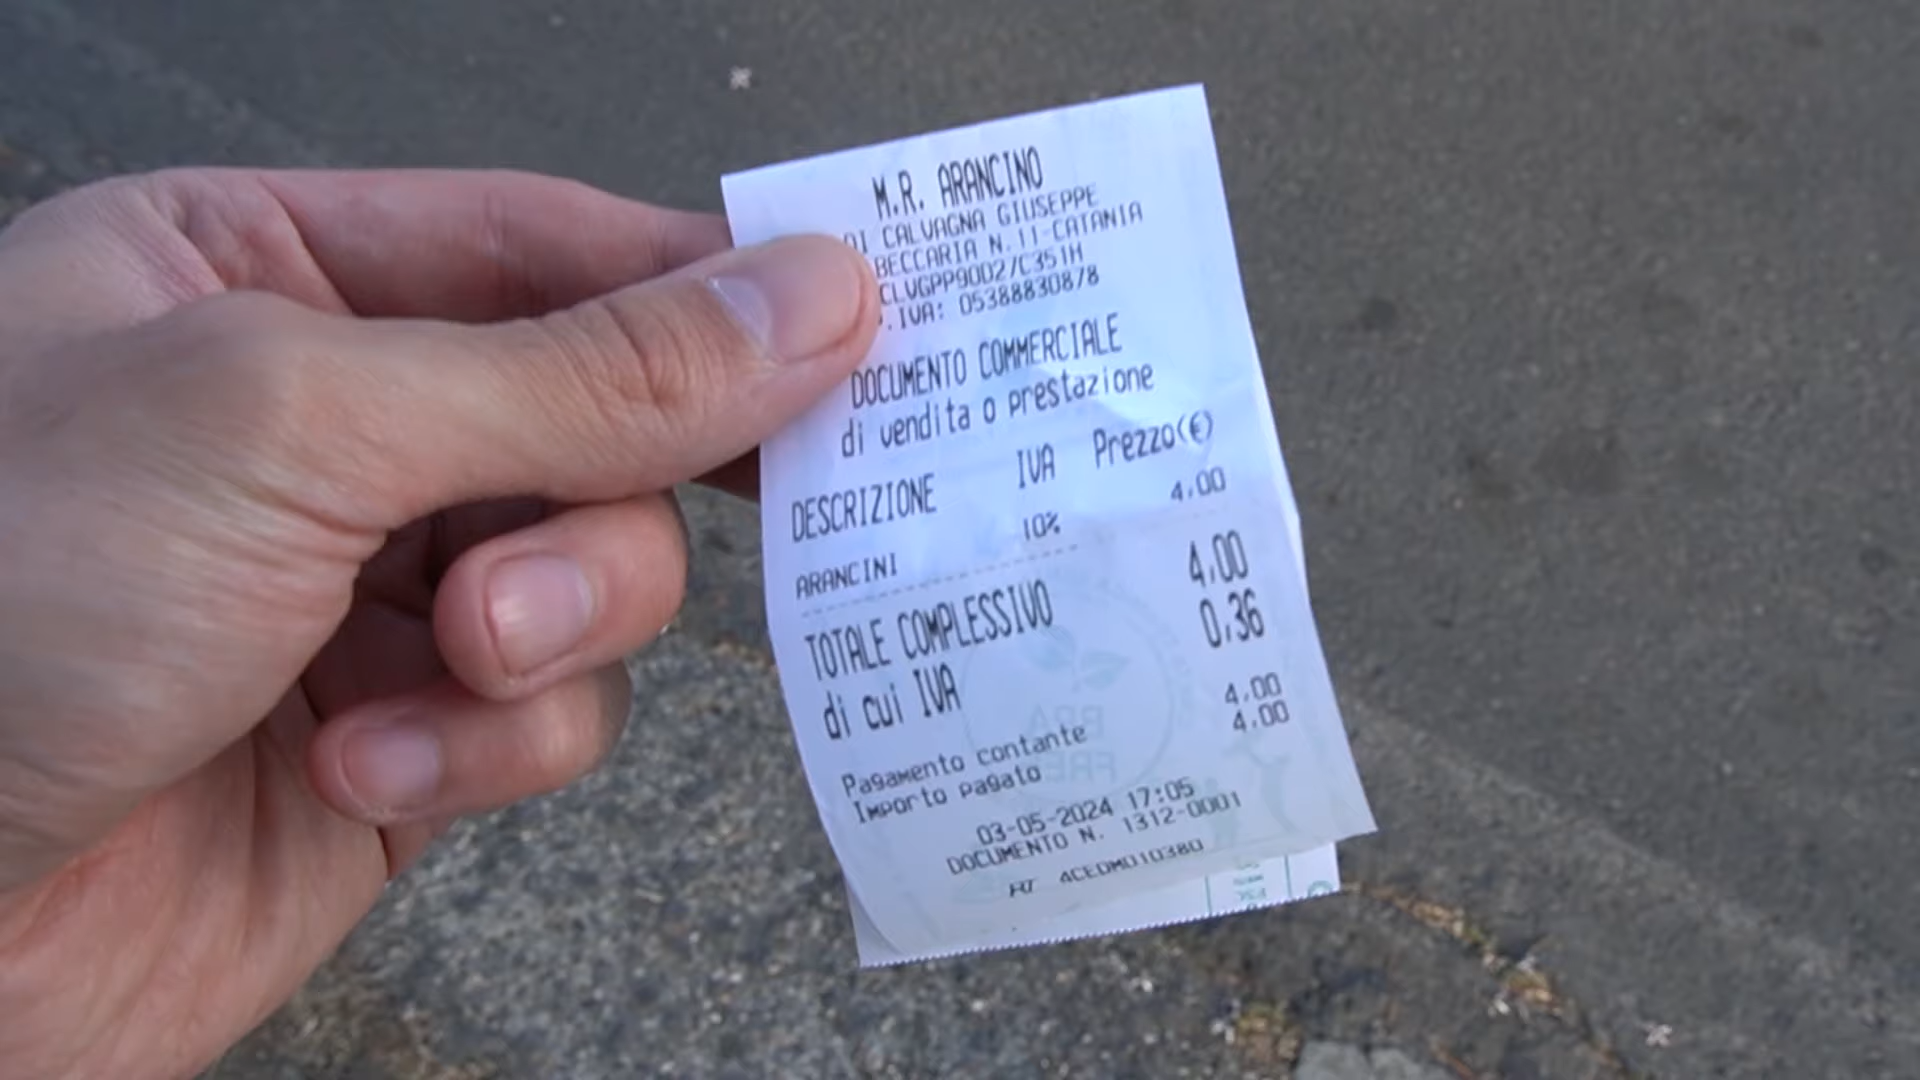 M.R. ARANCINO
DI CALVAGNA GIUSEPPE
BECCARIA N.11-CATANIA
CLVGPP90D27C351H
.IVA: 05388830878
DOCUMENTO COMMERCIALE
di vendita o prestazione
DESCRIZIONE IVA Prezzo(€)
ARANCINI 10% 4,00
TOTALE COMPLESSIVO 4,00
di cui IVA 0,36
Pagamento contante 4,00
Importo pagato 4,00
03-05-2024 17:05
DOCUMENTO N. 1312-0001
RT 4CEDM010380